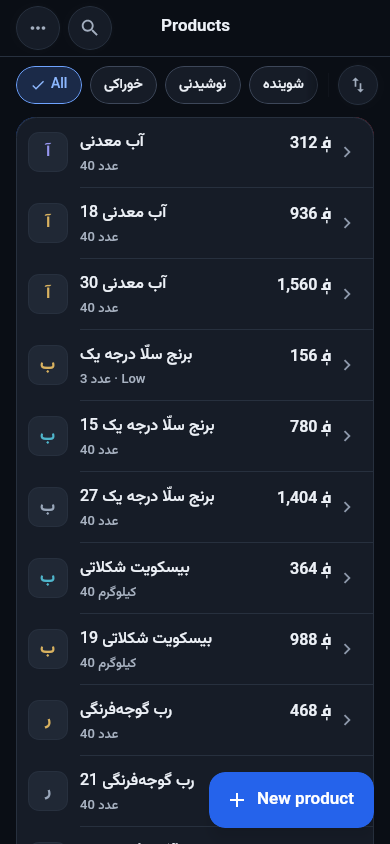 Products
All
خوراکی
نوشیدنی
شوینده
آ
آب معدنی
312 ؋
40 عدد
آ
آب معدنی 18
936 ؋
40 عدد
آ
آب معدنی 30
1,560 ؋
40 عدد
ب
برنج سلّا درجه یک
156 ؋
3 عدد · Low
ب
برنج سلّا درجه یک 15
780 ؋
40 عدد
ب
برنج سلّا درجه یک 27
1,404 ؋
40 عدد
ب
بیسکویت شکلاتی
364 ؋
40 کیلوگرم
ب
بیسکویت شکلاتی 19
988 ؋
40 کیلوگرم
ر
رب گوجه‌فرنگی
468 ؋
40 عدد
ر
رب گوجه‌فرنگی 21
40 عدد
New product